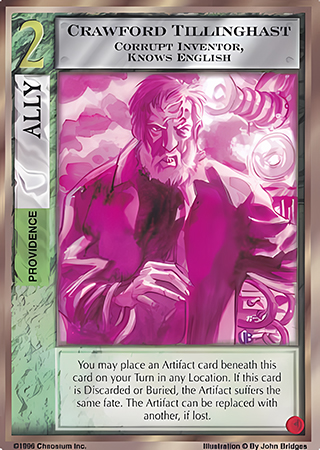 2
CRAWFORD TILLINGHAST
CORRUPT INVENTOR,
KNOWS ENGLISH
ALLY
PROVIDENCE
You may place an Artifact card beneath this
card on your Turn in any Location. If this card
is Discarded or Buried, the Artifact suffers the
same fate. The Artifact can be replaced with
another, if lost.
©1996 Chaosium Inc.
Illustration © By John Bridges